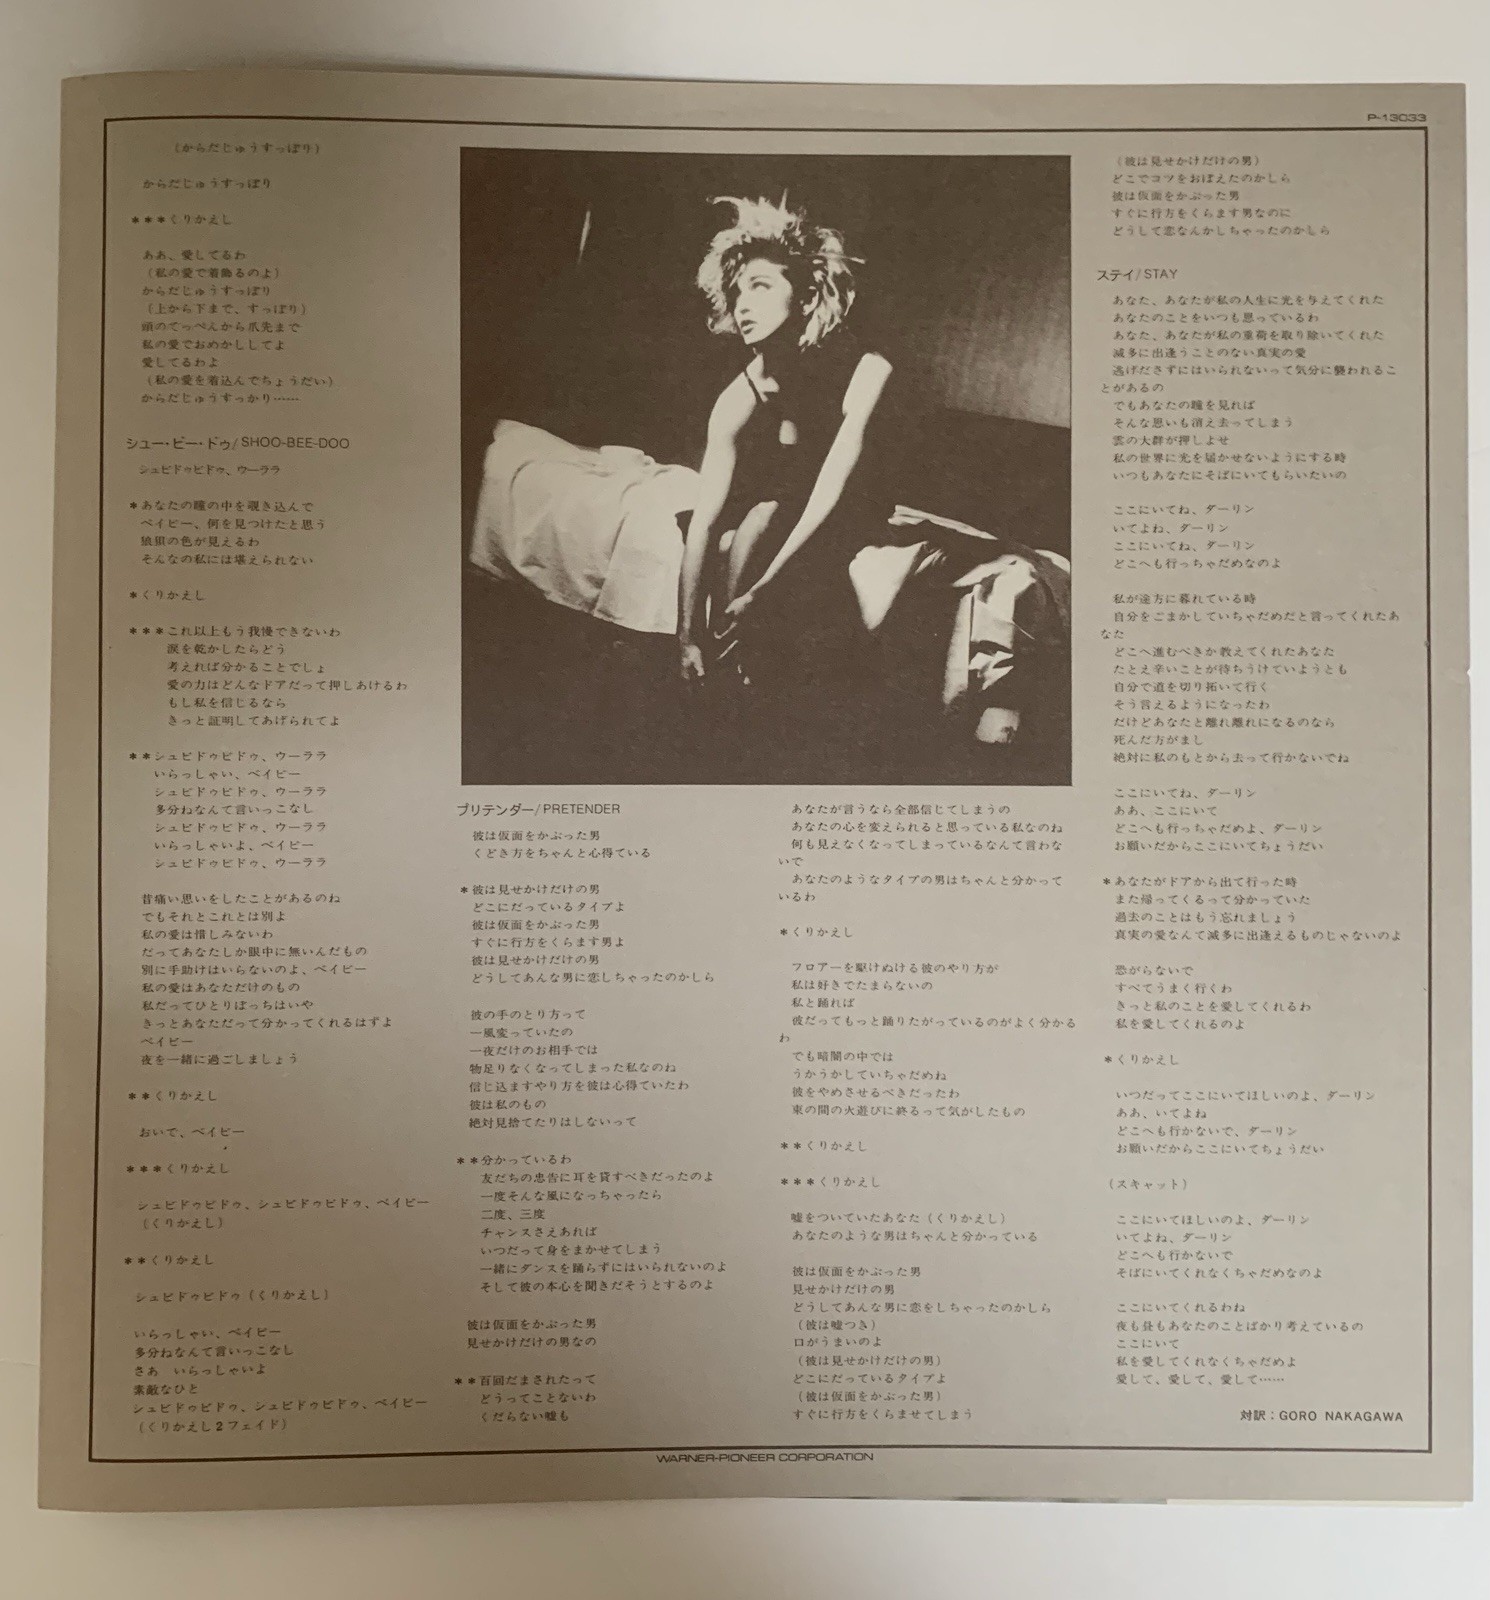 P-13033
（からだじゅうすっぽり）
からだじゅうすっぽり
***くりかえし
ああ、愛してるわ
（私の愛で着飾るのよ）
からだじゅうすっぽり
（上から下まで、すっぽり）
頭のてっぺんから爪先まで
私の愛でおめかししてよ
愛してるわよ
（私の愛を着込んでちょうだい）
からだじゅうすっかり……
シュー・ビー・ドゥ/SHOO-BEE-DOO
シュビドゥビドゥ、ウーララ
*あなたの瞳の中を覗き込んで
ベイビー、何を見つけたと思う
狼狽の色が見えるわ
そんなの私には堪えられない
*くりかえし
***これ以上もう我慢できないわ
涙を乾かしたらどう
考えれば分かることでしょ
愛の力はどんなドアだって押しあけるわ
もし私を信じるなら
きっと証明してあげられてよ
**シュビドゥビドゥ、ウーララ
いらっしゃい、ベイビー
シュビドゥビドゥ、ウーララ
多分ねなんて言いっこなし
シュビドゥビドゥ、ウーララ
いらっしゃいよ、ベイビー
シュビドゥビドゥ、ウーララ
昔痛い思いをしたことがあるのね
でもそれとこれとは別よ
私の愛は惜しみないわ
だってあなたしか眼中に無いんだもの
別に手助けはいらないのよ、ベイビー
私の愛はあなただけのもの
私だってひとりぼっちはいや
きっとあなただって分かってくれるはずよ
ベイビー
夜を一緒に過ごしましょう
**くりかえし
おいで、ベイビー
***くりかえし
シュビドゥビドゥ、シュビドゥビドゥ、ベイビー
（くりかえし）
**くりかえし
シュビドゥビドゥ（くりかえし）
いらっしゃい、ベイビー
多分ねなんて言いっこなし
さあ　いらっしゃいよ
素敵なひと
シュビドゥビドゥ、シュビドゥビドゥ、ベイビー
（くりかえし2フェイド）
プリテンダー/PRETENDER
彼は仮面をかぶった男
くどき方をちゃんと心得ている
*彼は見せかけだけの男
どこにだっているタイプよ
彼は仮面をかぶった男
すぐに行方をくらます男よ
彼は見せかけだけの男
どうしてあんな男に恋しちゃったのかしら
彼の手のとり方って
一風変っていたの
一夜だけのお相手では
物足りなくなってしまった私なのね
信じ込ますやり方を彼は心得ていたわ
彼は私のもの
絶対見捨てたりはしないって
**分かっているわ
友だちの忠告に耳を貸すべきだったのよ
一度そんな風になっちゃったら
二度、三度
チャンスさえあれば
いつだって身をまかせてしまう
一緒にダンスを踊らずにはいられないのよ
そして彼の本心を聞きだそうとするのよ
彼は仮面をかぶった男
見せかけだけの男なの
**百回だまされたって
どうってことないわ
くだらない嘘も
あなたが言うなら全部信じてしまうの
あなたの心を変えられると思っている私なのね
何も見えなくなってしまっているなんて言わな
いで
あなたのようなタイプの男はちゃんと分かって
いるわ
*くりかえし
フロアーを駆けぬける彼のやり方が
私は好きでたまらないの
私と踊れば
彼だってもっと踊りたがっているのがよく分かる
わ
でも暗闇の中では
うかうかしていちゃだめね
彼をやめさせるべきだったわ
束の間の火遊びに終るって気がしたもの
**くりかえし
***くりかえし
嘘をついていたあなた（くりかえし）
あなたのような男はちゃんと分かっている
彼は仮面をかぶった男
見せかけだけの男
どうしてあんな男に恋をしちゃったのかしら
（彼は嘘つき）
口がうまいのよ
（彼は見せかけだけの男）
どこにだっているタイプよ
（彼は仮面をかぶった男）
すぐに行方をくらませてしまう
（彼は見せかけだけの男）
どこでコツをおぼえたのかしら
彼は仮面をかぶった男
すぐに行方をくらます男なのに
どうして恋なんかしちゃったのかしら
ステイ/STAY
あなた、あなたが私の人生に光を与えてくれた
あなたのことをいつも思っているわ
あなた、あなたが私の重荷を取り除いてくれた
滅多に出逢うことのない真実の愛
逃げださずにはいられないって気分に襲われるこ
とがあるの
でもあなたの瞳を見れば
そんな思いも消え去ってしまう
雲の大群が押しよせ
私の世界に光を届かせないようにする時
いつもあなたにそばにいてもらいたいの
ここにいてね、ダーリン
いてよね、ダーリン
ここにいてね、ダーリン
どこへも行っちゃだめなのよ
私が途方に暮れている時
自分をごまかしていちゃだめだと言ってくれたあ
なた
どこへ進むべきか教えてくれたあなた
たとえ辛いことが待ちうけていようとも
自分で道を切り拓いて行く
そう言えるようになったわ
だけどあなたと離れ離れになるのなら
死んだ方がまし
絶対に私のもとから去って行かないでね
ここにいてね、ダーリン
ああ、ここにいて
どこへも行っちゃだめよ、ダーリン
お願いだからここにいてちょうだい
*あなたがドアから出て行った時
また帰ってくるって分かっていた
過去のことはもう忘れましょう
真実の愛なんて滅多に出逢えるものじゃないのよ
恐がらないで
すべてうまく行くわ
きっと私のことを愛してくれるわ
私を愛してくれるのよ
*くりかえし
いつだってここにいてほしいのよ、ダーリン
ああ、いてよね
どこへも行かないで、ダーリン
お願いだからここにいてちょうだい
（スキャット）
ここにいてほしいのよ、ダーリン
いてよね、ダーリン
どこへも行かないで
そばにいてくれなくちゃだめなのよ
ここにいてくれるわね
夜も昼もあなたのことばかり考えているの
ここにいて
私を愛してくれなくちゃだめよ
愛して、愛して、愛して……
対訳：GORO NAKAGAWA
WARNER-PIONEER CORPORATION